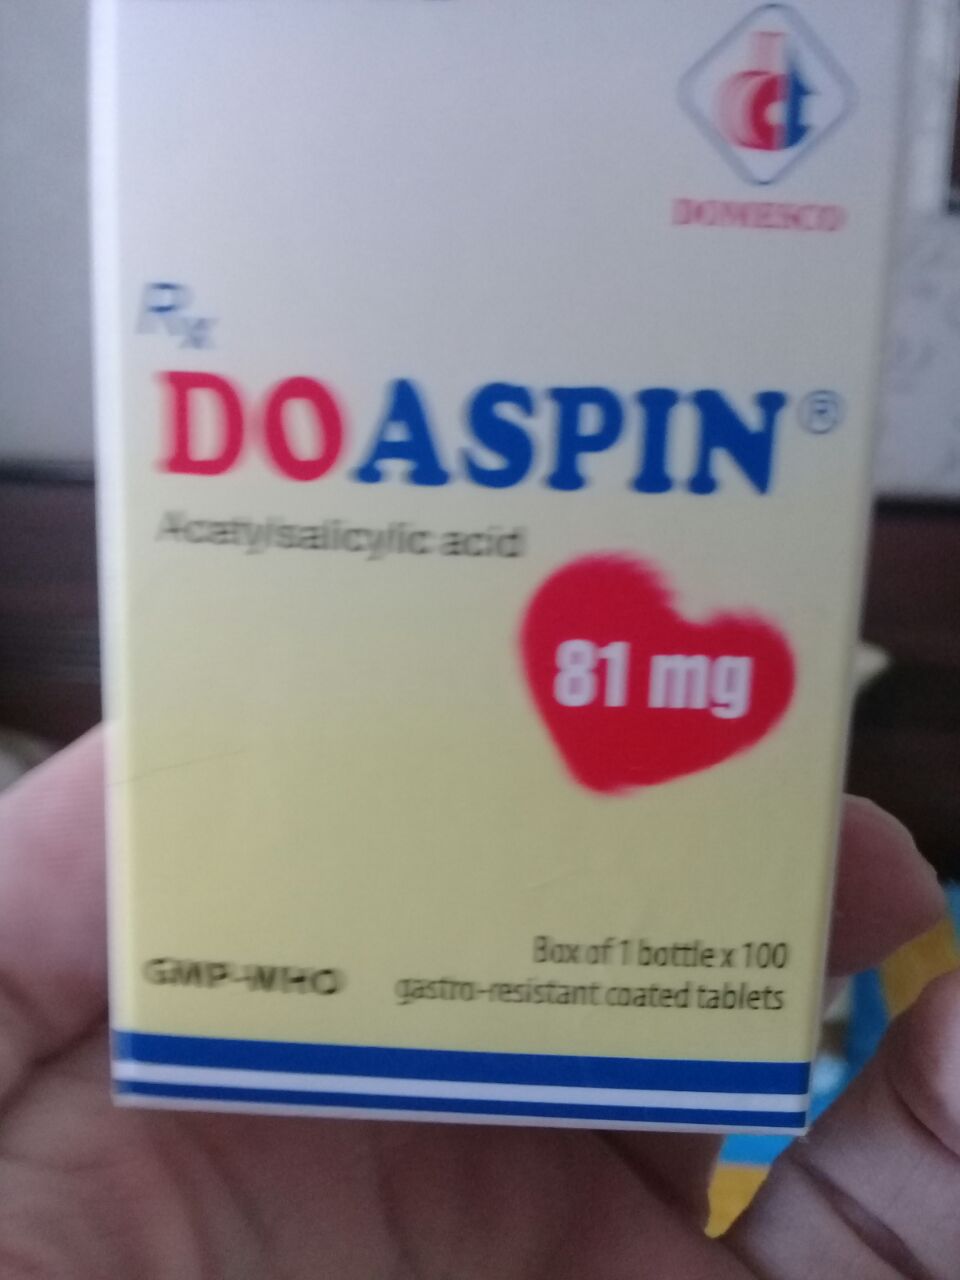 DOMESCO
Rx
DOASPIN®
Acetylsalicylic acid
81 mg
Box of 1 bottle x 100
gastro-resistant coated tablets
GMP-WHO